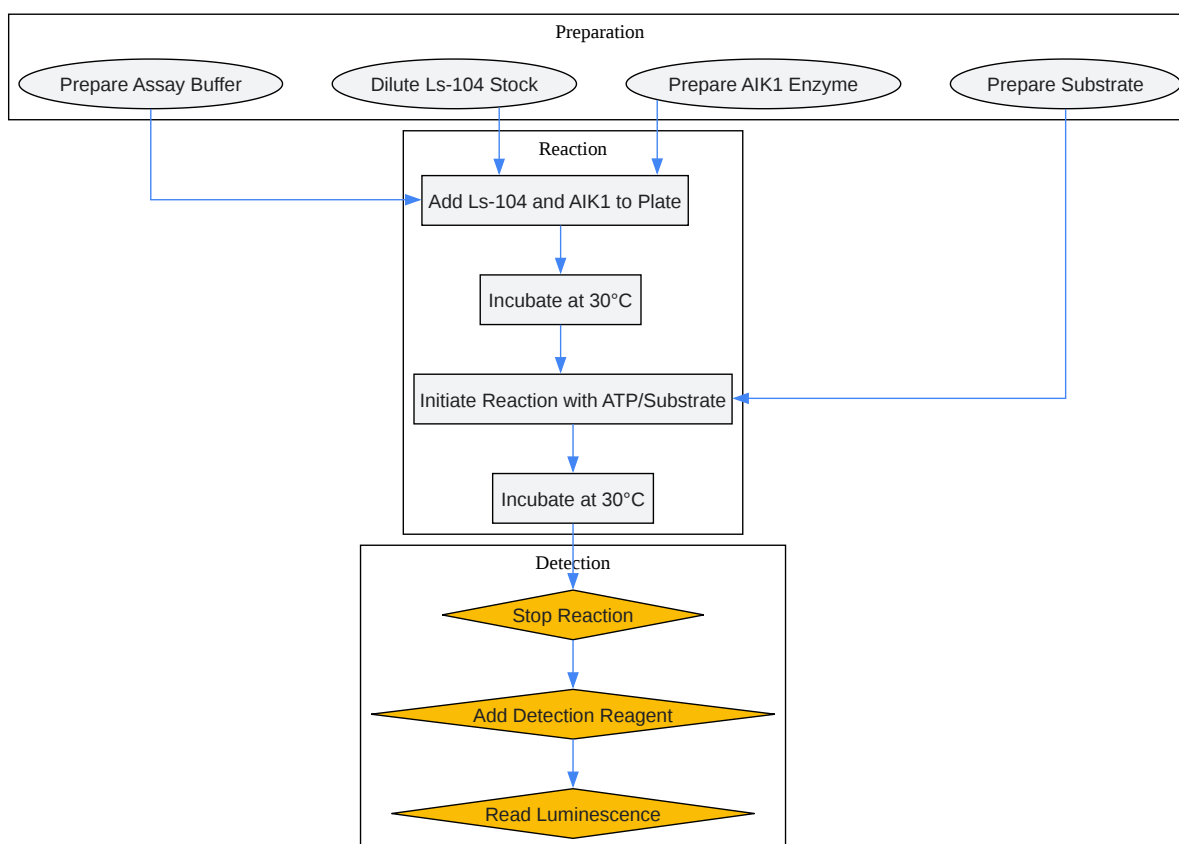 Preparation
Prepare Assay Buffer
Dilute Ls-104 Stock
Prepare AIK1 Enzyme
Prepare Substrate
Reaction
Add Ls-104 and AIK1 to Plate
Incubate at 30°C
Initiate Reaction with ATP/Substrate
Incubate at 30°C
Detection
Stop Reaction
Add Detection Reagent
Read Luminescence